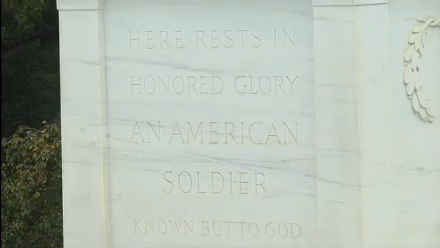 HERE RESTS IN
HONORED GLORY
AN AMERICAN
SOLDIER
KNOWN BUT TO GOD